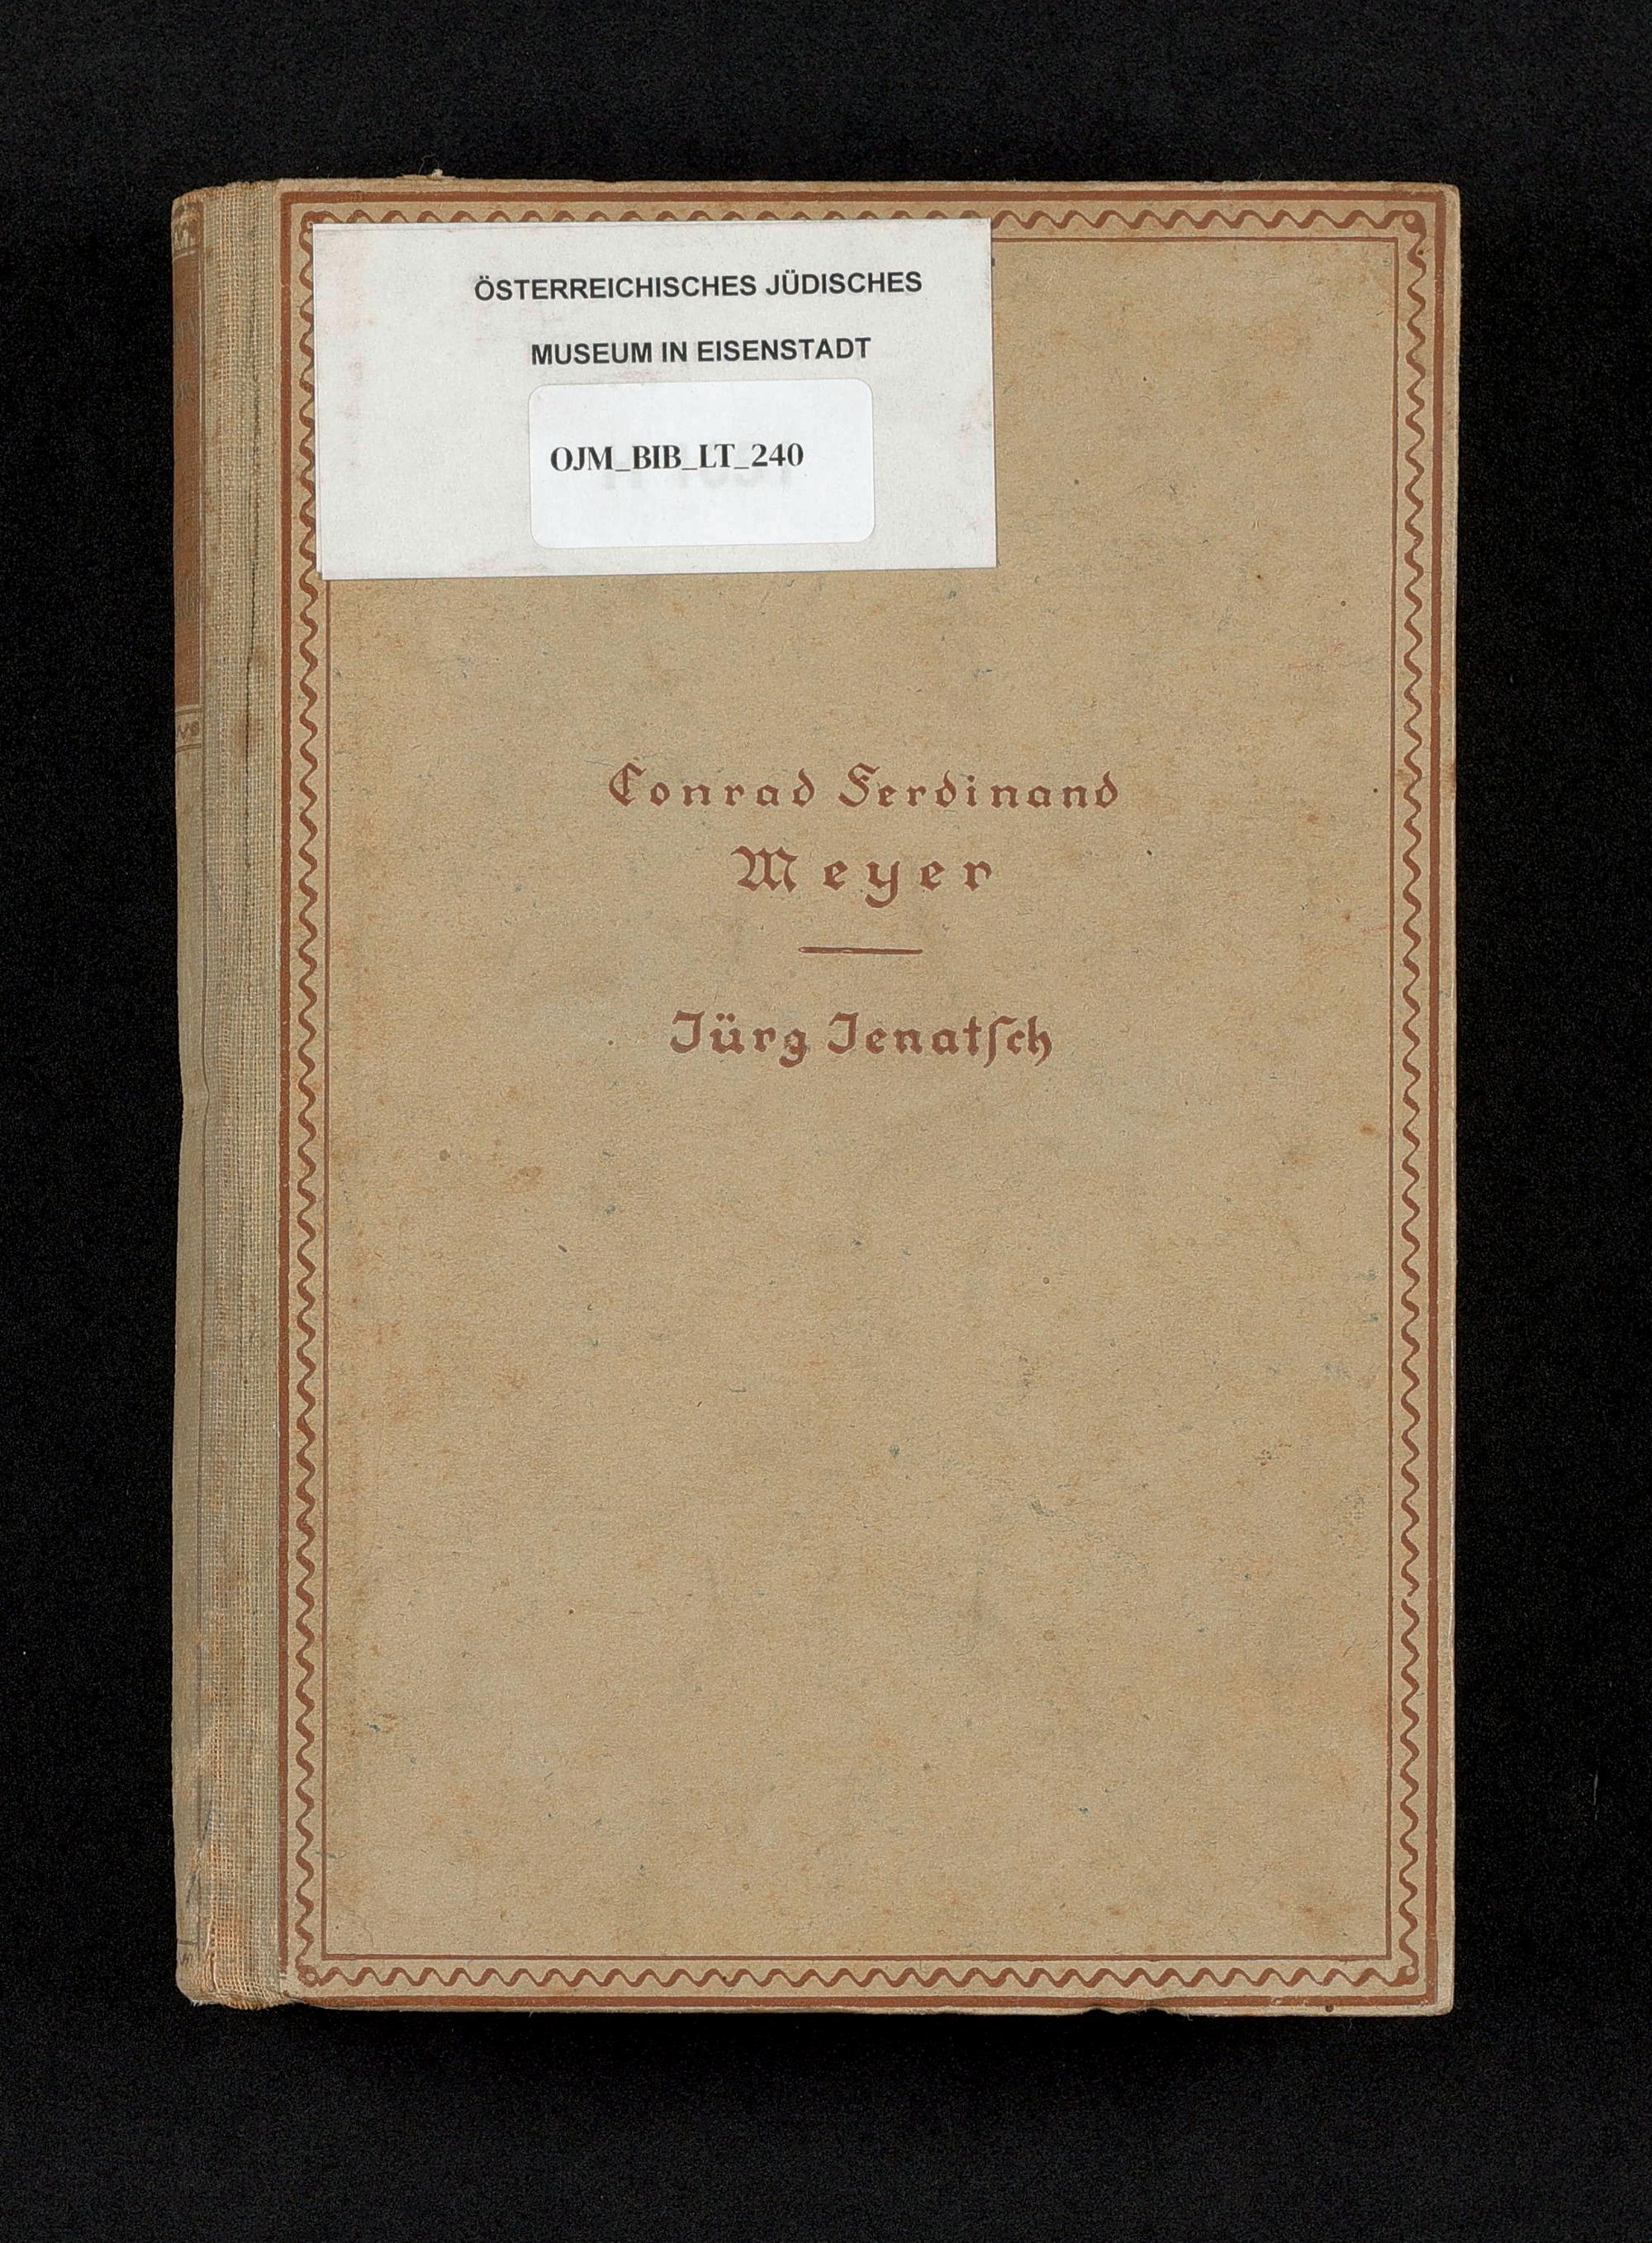 ÖSTERREICHISCHES JÜDISCHES
MUSEUM IN EISENSTADT
OJM_BIB_LT_240
Conrad Ferdinand
Meyer
Jürg Jenatſch